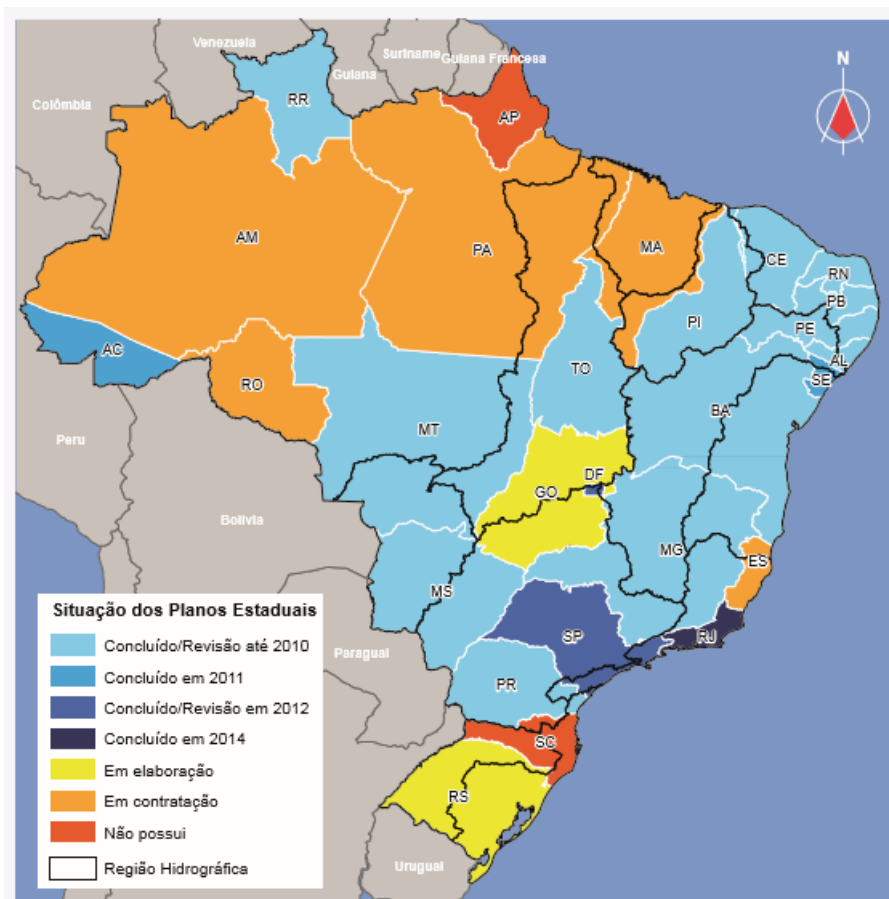 Venezuela
Suriname
Guiana Francesa
Guiana
Colômbia
N
RR
AP
AM
PA
MA
CE
RN
PB
PI
PE
AL
SE
AC
TO
RO
BA
MT
Peru
DF
GO
Bolívia
MG
ES
MS
SP
RJ
Paraguai
PR
SC
RS
Uruguai
Situação dos Planos Estaduais
Concluído/Revisão até 2010
Concluído em 2011
Concluído/Revisão em 2012
Concluído em 2014
Em elaboração
Em contratação
Não possui
Região Hidrográfica